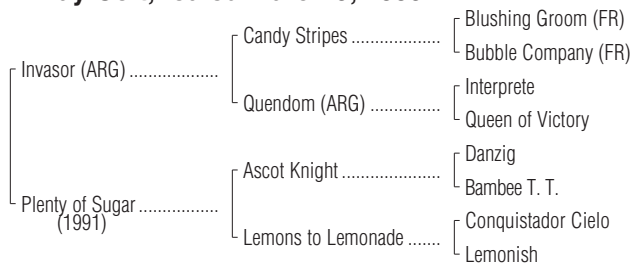 Blushing Groom (FR)
Candy Stripes ....................
Bubble Company (FR)
Invasor (ARG) ....................
Interprete
Quendom (ARG) ................
Queen of Victory
Danzig
Ascot Knight ......................
Bambee T. T.
Plenty of Sugar ..................
(1991)
Conquistador Cielo
Lemons to Lemonade .......
Lemonish